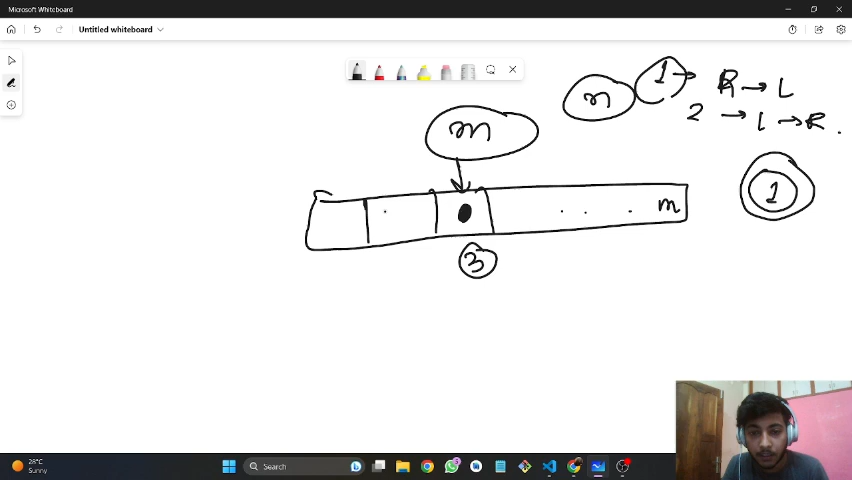 Microsoft Whiteboard
Untitled whiteboard
n 1 → R → L
2 → L → R .
m
1
. . . . m
3
28°C
Sunny
Search